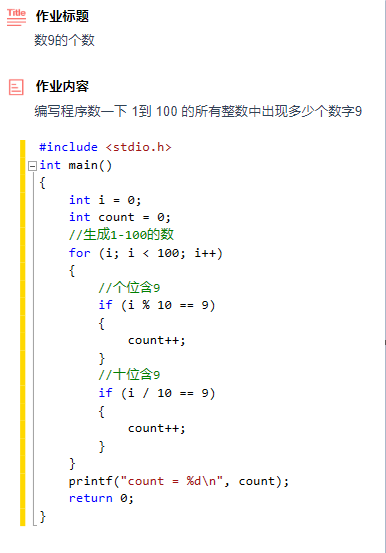 Title 作业标题
数9的个数
作业内容
编写程序数一下 1到 100 的所有整数中出现多少个数字9
#include <stdio.h>
int main()
{
    int i = 0;
    int count = 0;
    //生成1-100的数
    for (i; i < 100; i++)
    {
        //个位含9
        if (i % 10 == 9)
        {
            count++;
        }
        //十位含9
        if (i / 10 == 9)
        {
            count++;
        }
    }
    printf("count = %d\n", count);
    return 0;
}